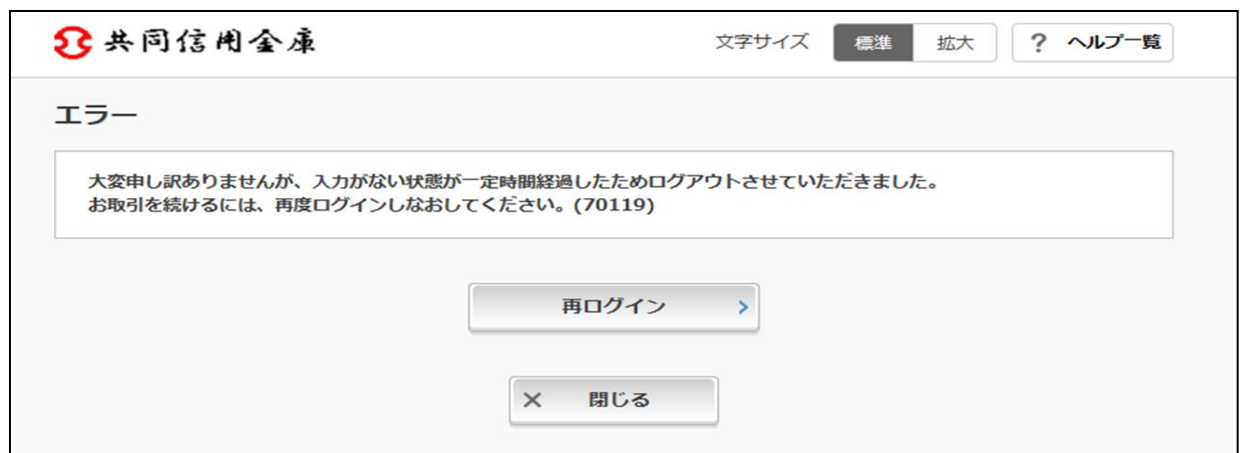 共同信用金庫
文字サイズ 標準 拡大 ? ヘルプ一覧
エラー
大変申し訳ありませんが、入力がない状態が一定時間経過したためログアウトさせていただきました。
お取引を続けるには、再度ログインしなおしてください。(70119)
再ログイン
閉じる